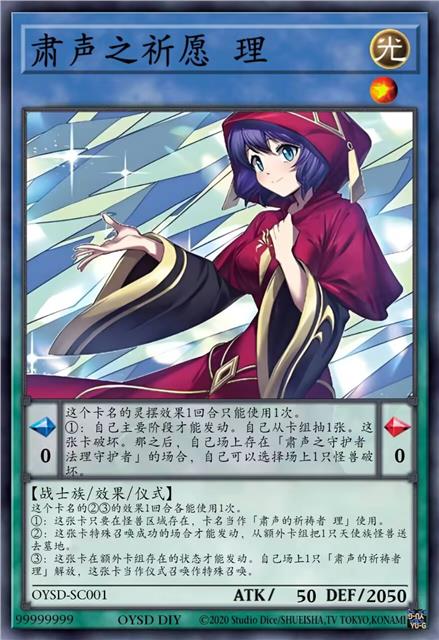 肃声之祈愿 理
光
这个卡名的灵摆效果1回合只能使用1次。
①：自己主要阶段才能发动。自己从卡组抽1张。这
张卡破坏。那之后，自己场上存在「肃声之守护者
法理守护者」的场合，自己可以选择场上1只怪兽破
坏。
0
0
【战士族/效果/仪式】
这个卡名的②③的效果1回合各能使用1次。
①：这张卡只要在怪兽区域存在，卡名当作「肃声的祈祷者 理」使用。
②：这张卡特殊召唤成功的场合才能发动，从额外卡组把1只天使族怪兽送
去墓地。
③：这张卡在额外卡组存在的状态才能发动。自己场上1只「肃声的祈祷者
理」解放，这张卡当作仪式召唤作特殊召唤。
OYSD-SC001
ATK/ 50 DEF/2050
99999999
OYSD DIY
©2020 Studio Dice/SHUEISHA,TV TOKYO,KONAMI